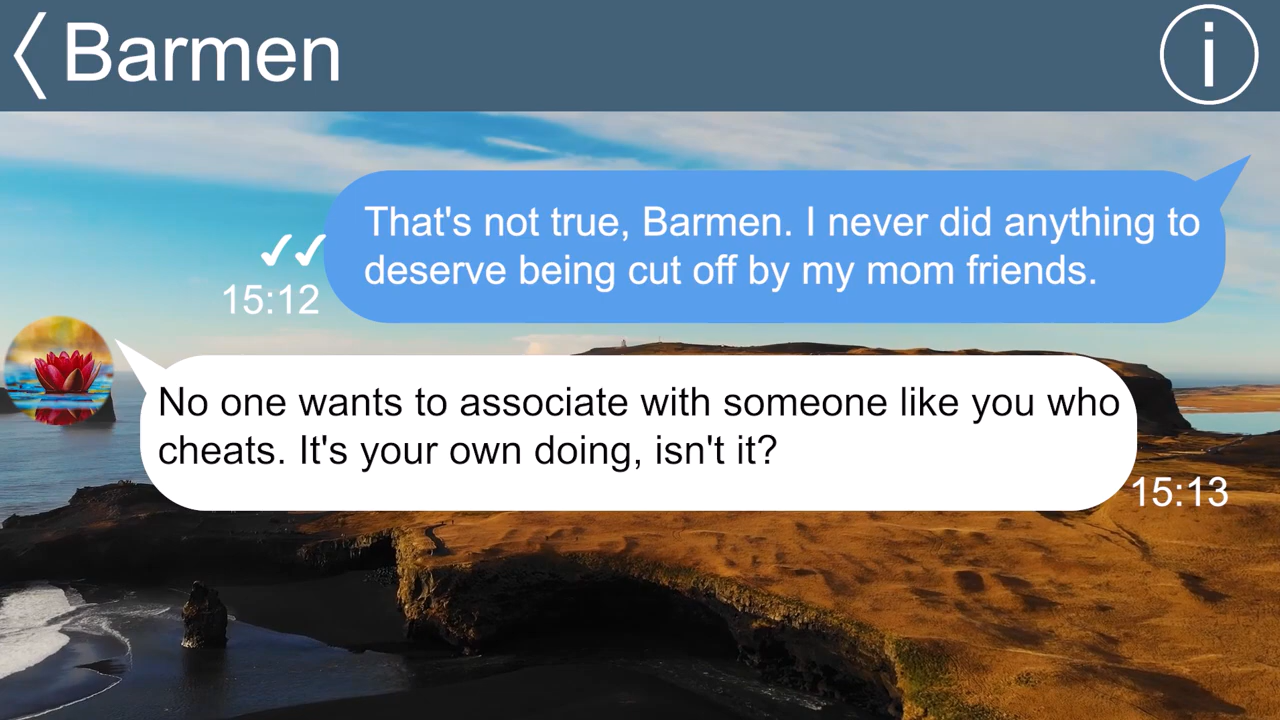 Barmen
i
That's not true, Barmen. I never did anything to
deserve being cut off by my mom friends.
15:12
No one wants to associate with someone like you who
cheats. It's your own doing, isn't it?
15:13